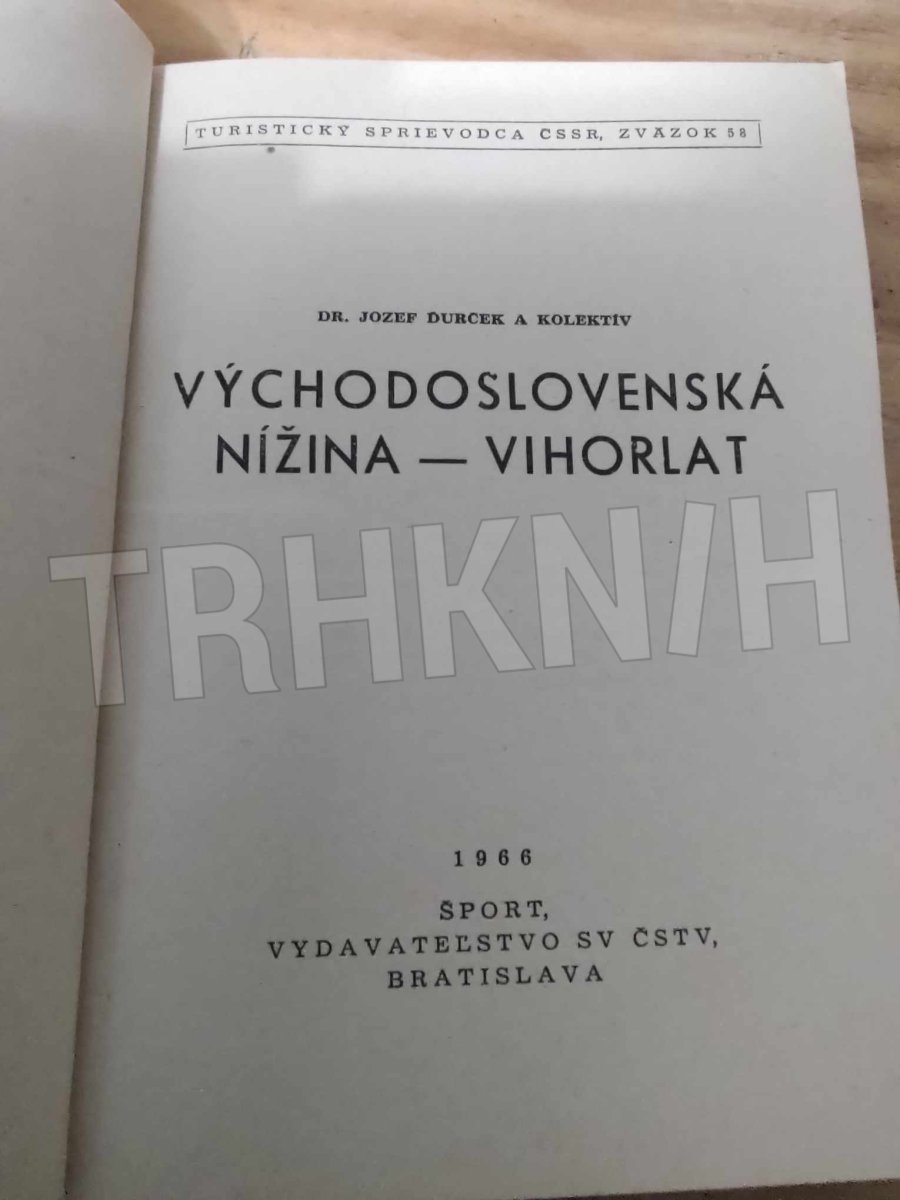 TURISTICKÝ SPRIEVODCA ČSSR, ZVÄZOK 58
DR. JOZEF ĎURČEK A KOLEKTÍV
VÝCHODOSLOVENSKÁ
NÍŽINA — VIHORLAT
TRHKNIH
1966
ŠPORT,
VYDAVATEĽSTVO SV ČSTV,
BRATISLAVA